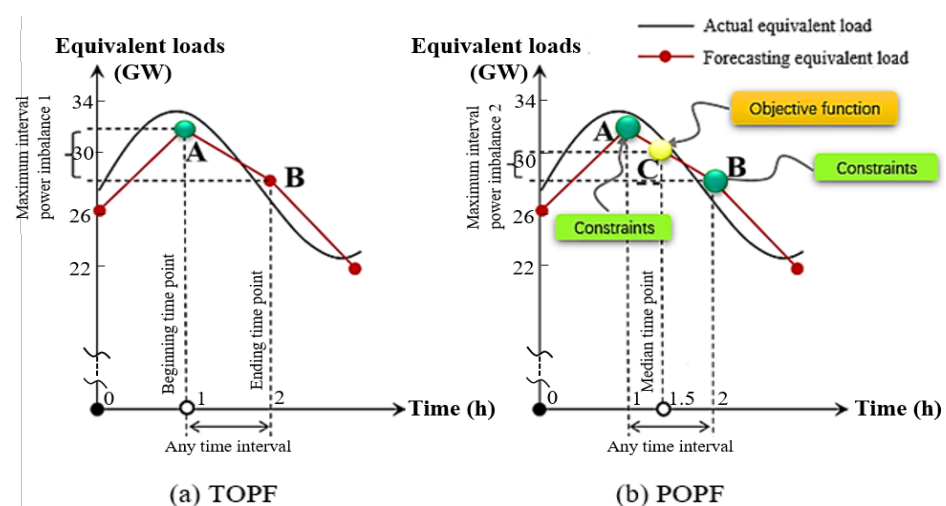 Actual equivalent load
Forecasting equivalent load
Equivalent loads
(GW)
Maximum interval
power imbalance 1
34
30
26
22
A
B
Beginning time point
Ending time point
0
1
2
Time (h)
Any time interval
(a) TOPF
Equivalent loads
(GW)
Maximum interval
power imbalance 2
34
30
26
22
A
C
B
Objective function
Constraints
Constraints
Median time point
0
1
1.5
2
Time (h)
Any time interval
(b) POPF